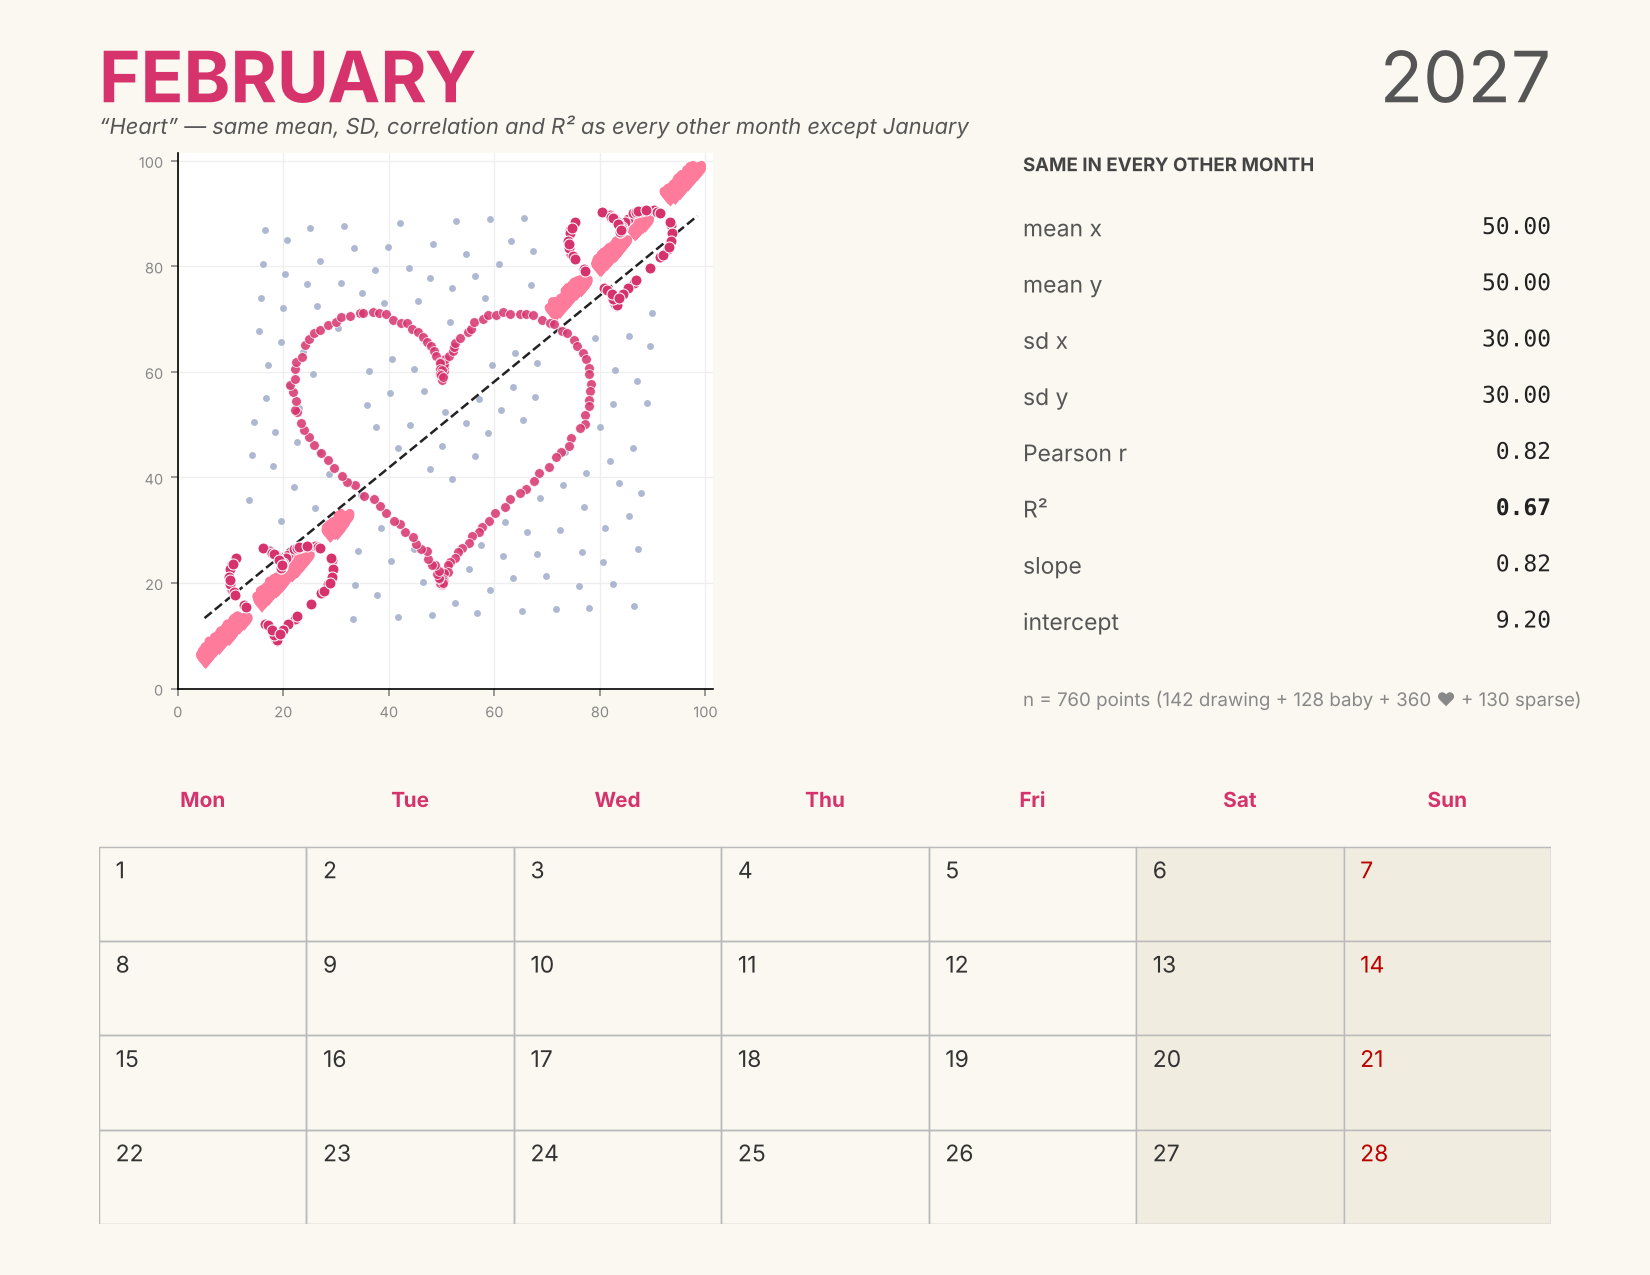 FEBRUARY 2027
“Heart” — same mean, SD, correlation and R² as every other month except January
100
80
60
40
20
0
0 20 40 60 80 100
SAME IN EVERY OTHER MONTH
mean x 50.00
mean y 50.00
sd x 30.00
sd y 30.00
Pearson r 0.82
R² 0.67
slope 0.82
intercept 9.20
n = 760 points (142 drawing + 128 baby + 360 ♥ + 130 sparse)
Mon Tue Wed Thu Fri Sat Sun
1 2 3 4 5 6 7
8 9 10 11 12 13 14
15 16 17 18 19 20 21
22 23 24 25 26 27 28